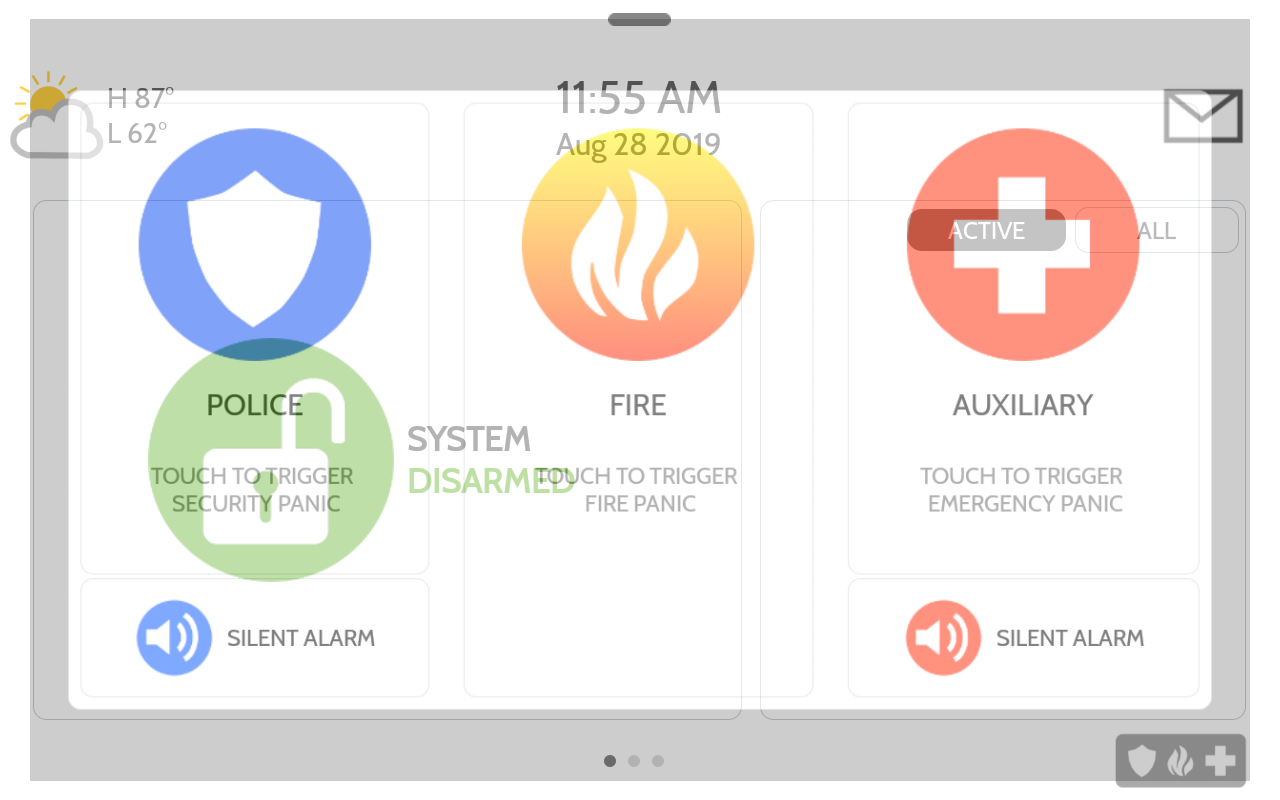 H 87°
L 62°
11:55 AM
Aug 28 2019
ACTIVE
ALL
POLICE
FIRE
AUXILIARY
SYSTEM
DISARMED
TOUCH TO TRIGGER
SECURITY PANIC
TOUCH TO TRIGGER
FIRE PANIC
TOUCH TO TRIGGER
EMERGENCY PANIC
SILENT ALARM
SILENT ALARM